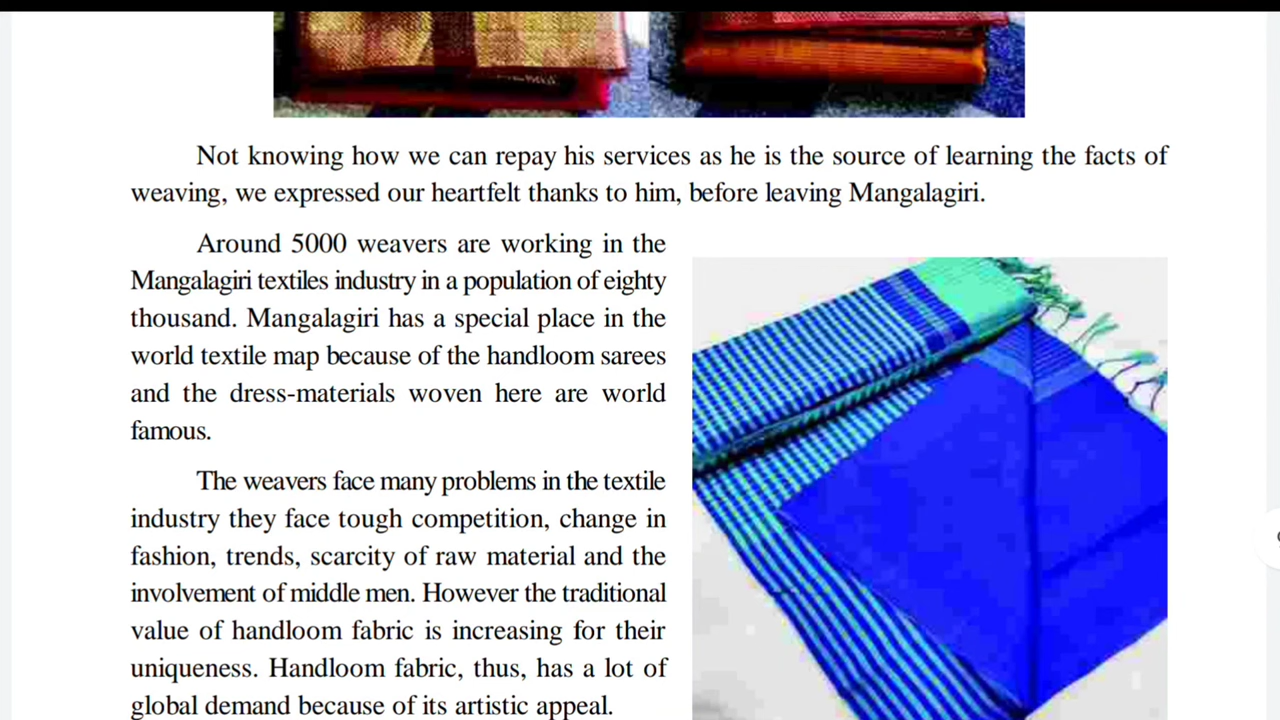 Not knowing how we can repay his services as he is the source of learning the facts of
weaving, we expressed our heartfelt thanks to him, before leaving Mangalagiri.
Around 5000 weavers are working in the
Mangalagiri textiles industry in a population of eighty
thousand. Mangalagiri has a special place in the
world textile map because of the handloom sarees
and the dress-materials woven here are world
famous.
The weavers face many problems in the textile
industry they face tough competition, change in
fashion, trends, scarcity of raw material and the
involvement of middle men. However the traditional
value of handloom fabric is increasing for their
uniqueness. Handloom fabric, thus, has a lot of
global demand because of its artistic appeal.